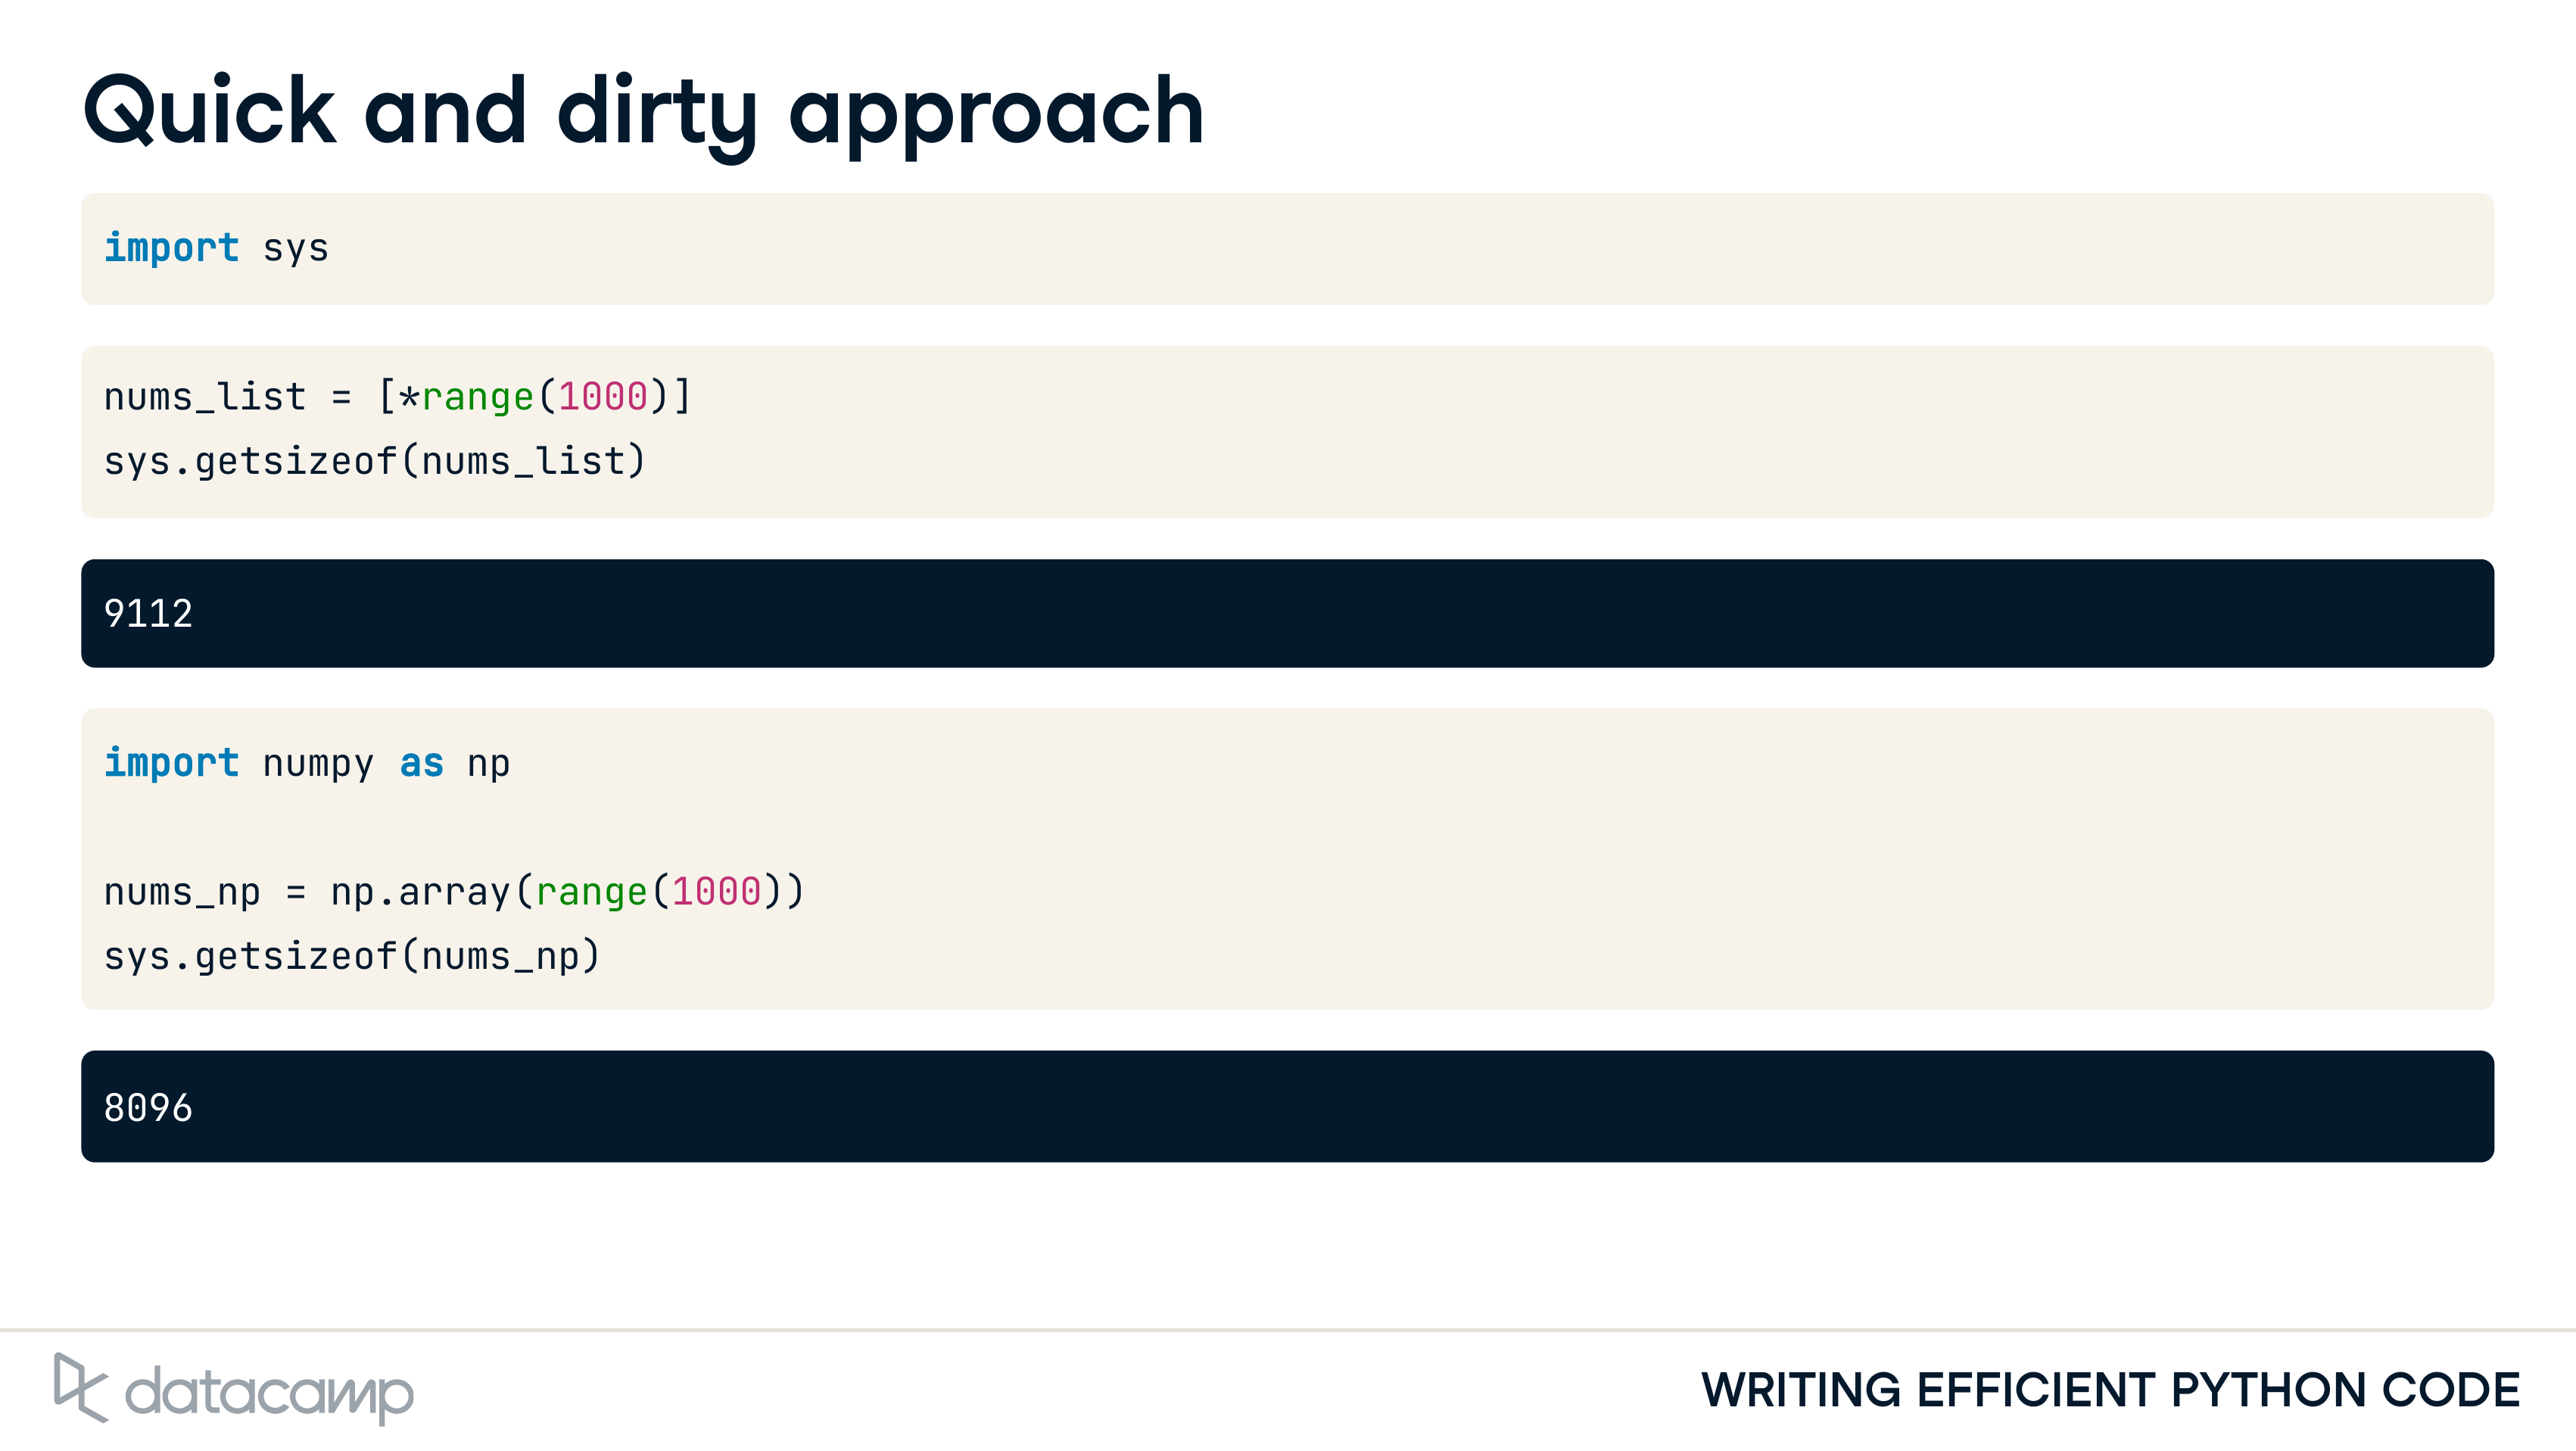 Quick and dirty approach
import sys
nums_list = [*range(1000)]
sys.getsizeof(nums_list)
9112
import numpy as np
nums_np = np.array(range(1000))
sys.getsizeof(nums_np)
8096
datacamp
WRITING EFFICIENT PYTHON CODE